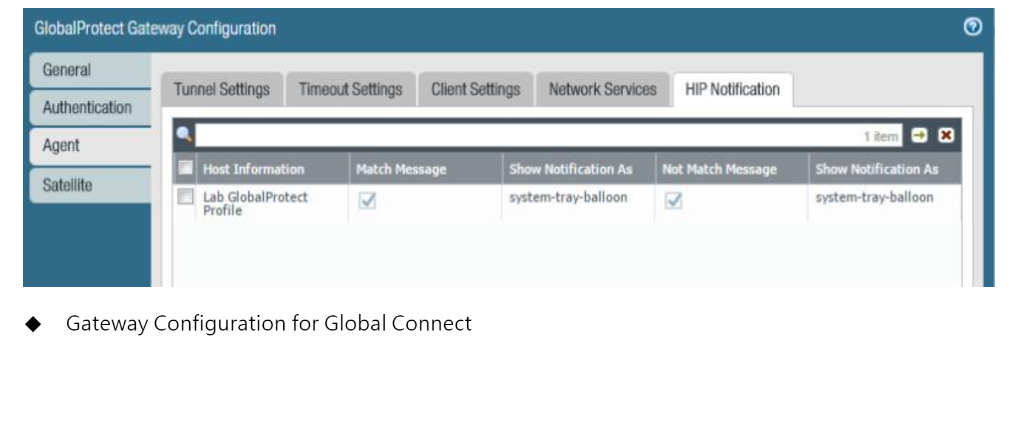 GlobalProtect Gateway Configuration
General
Authentication
Agent
Satellite
Tunnel Settings Timeout Settings Client Settings Network Services HIP Notification
1 item
Host Information Match Message Show Notification As Not Match Message Show Notification As
Lab GlobalProtect system-tray-balloon system-tray-balloon
Profile
Gateway Configuration for Global Connect